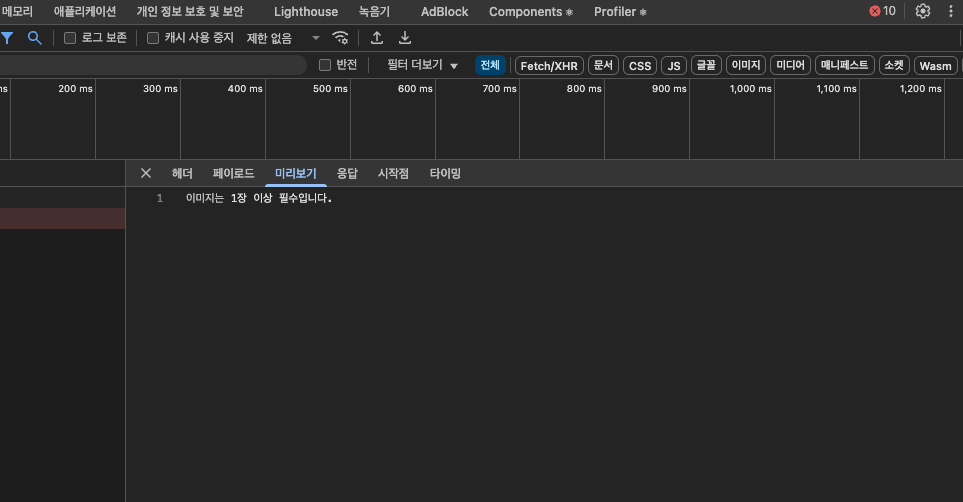 메모리 애플리케이션 개인 정보 보호 및 보안 Lighthouse 녹음기 AdBlock Components Profiler 10
로그 보존 캐시 사용 중지 제한 없음
반전 필터 더보기 전체 Fetch/XHR 문서 CSS JS 글꼴 이미지 미디어 매니페스트 소켓 Wasm
ms 200 ms 300 ms 400 ms 500 ms 600 ms 700 ms 800 ms 900 ms 1,000 ms 1,100 ms 1,200 ms
헤더 페이로드 미리보기 응답 시작점 타이밍
1 이미지는 1장 이상 필수입니다.